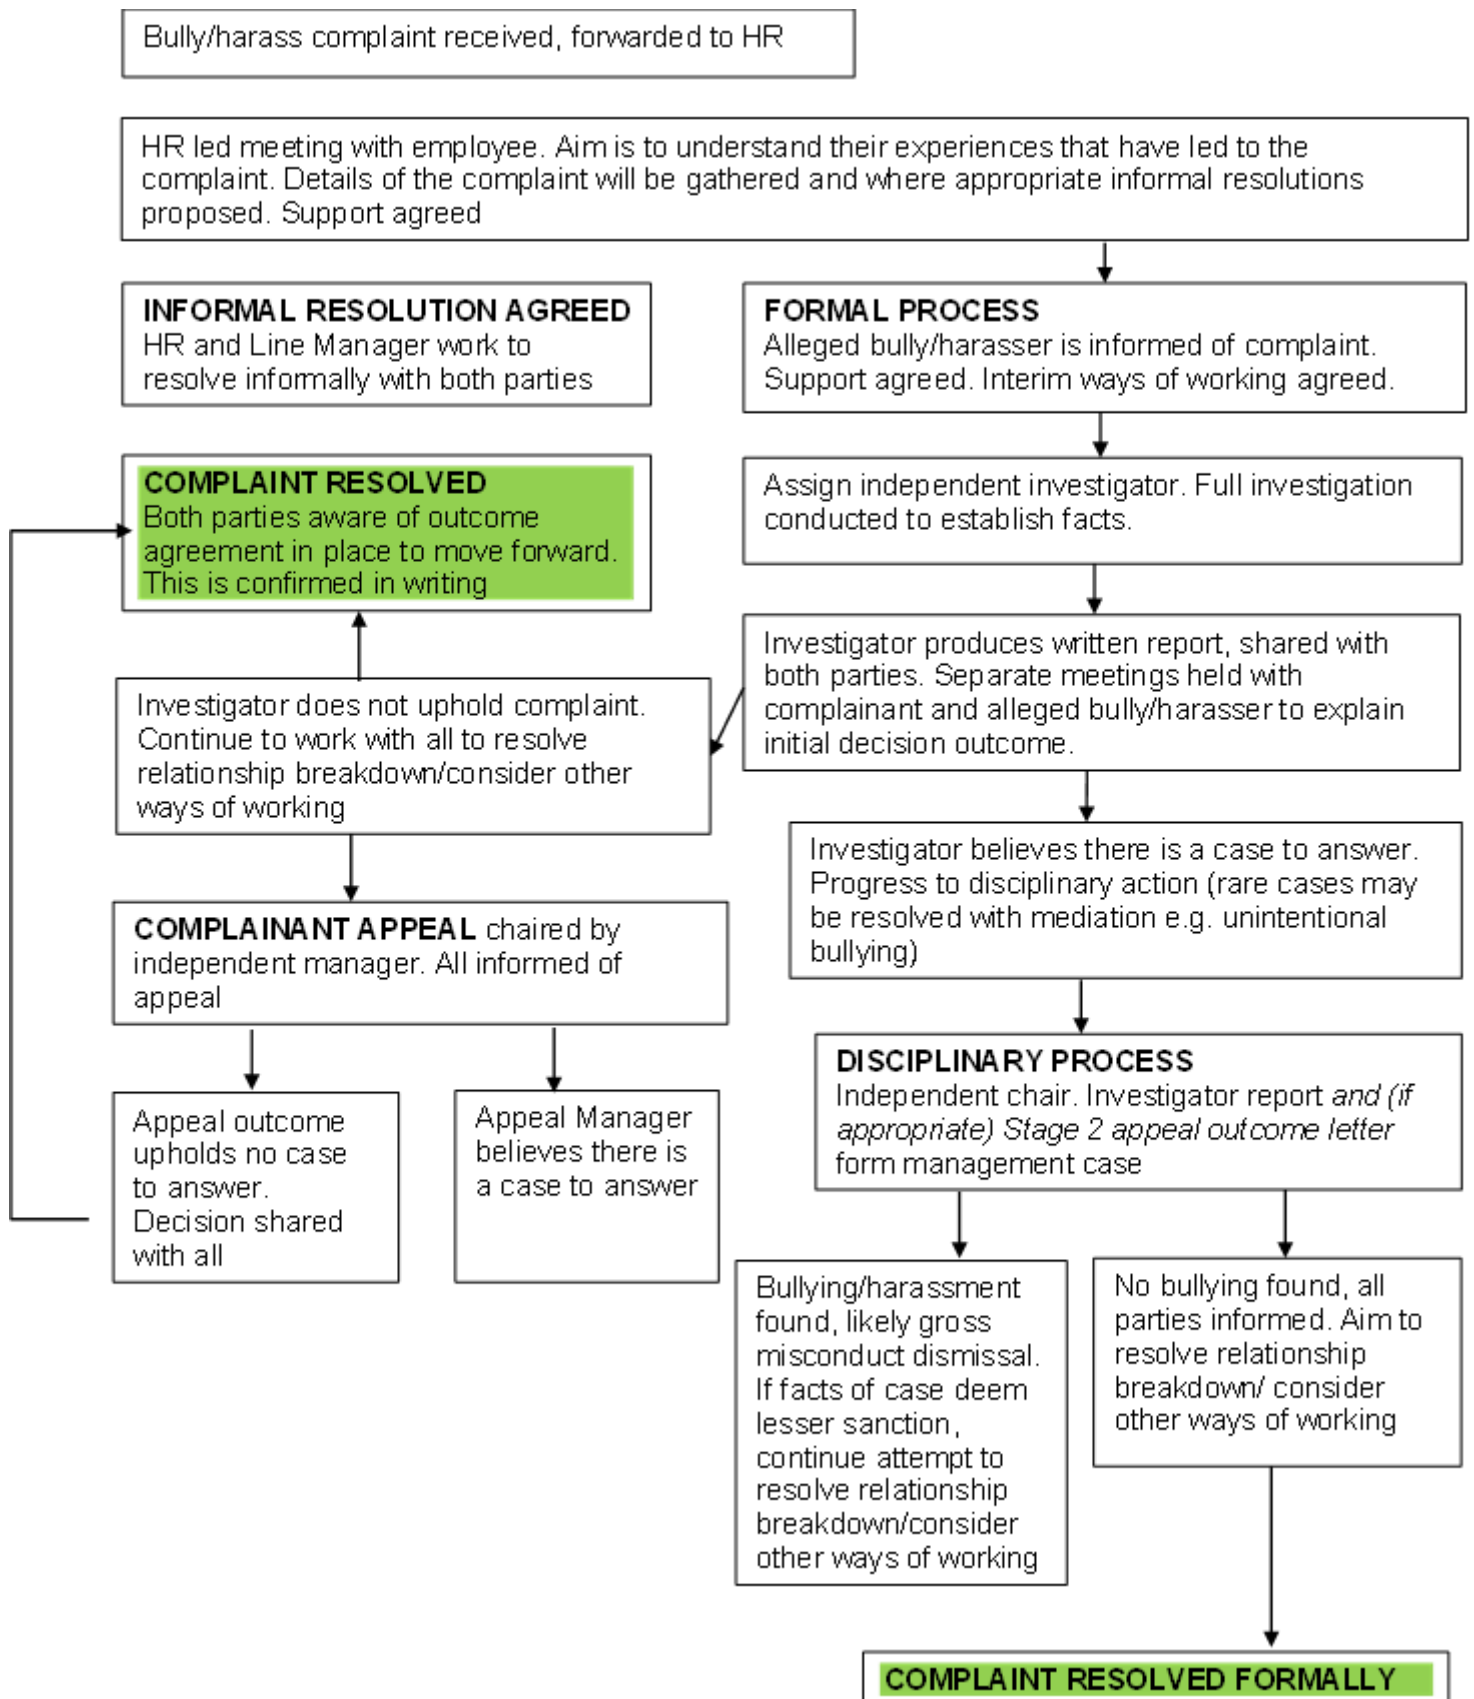 Bully/harass complaint received, forwarded to HR
HR led meeting with employee. Aim is to understand their experiences that have led to the
complaint. Details of the complaint will be gathered and where appropriate informal resolutions
proposed. Support agreed
INFORMAL RESOLUTION AGREED
HR and Line Manager work to
resolve informally with both parties
FORMAL PROCESS
Alleged bully/harasser is informed of complaint.
Support agreed. Interim ways of working agreed.
COMPLAINT RESOLVED
Both parties aware of outcome
agreement in place to move forward.
This is confirmed in writing
Assign independent investigator. Full investigation
conducted to establish facts.
Investigator produces written report, shared with
both parties. Separate meetings held with
complainant and alleged bully/harasser to explain
initial decision outcome.
Investigator does not uphold complaint.
Continue to work with all to resolve
relationship breakdown/consider other
ways of working
Investigator believes there is a case to answer.
Progress to disciplinary action (rare cases may
be resolved with mediation e.g. unintentional
bullying)
COMPLAINANT APPEAL chaired by
independent manager. All informed of
appeal
DISCIPLINARY PROCESS
Independent chair. Investigator report and (if
appropriate) Stage 2 appeal outcome letter
form management case
Appeal outcome
upholds no case
to answer.
Decision shared
with all
Appeal Manager
believes there is
a case to answer
Bullying/harassment
found, likely gross
misconduct dismissal.
If facts of case deem
lesser sanction,
continue attempt to
resolve relationship
breakdown/consider
other ways of working
No bullying found, all
parties informed. Aim to
resolve relationship
breakdown/ consider
other ways of working
COMPLAINT RESOLVED FORMALLY